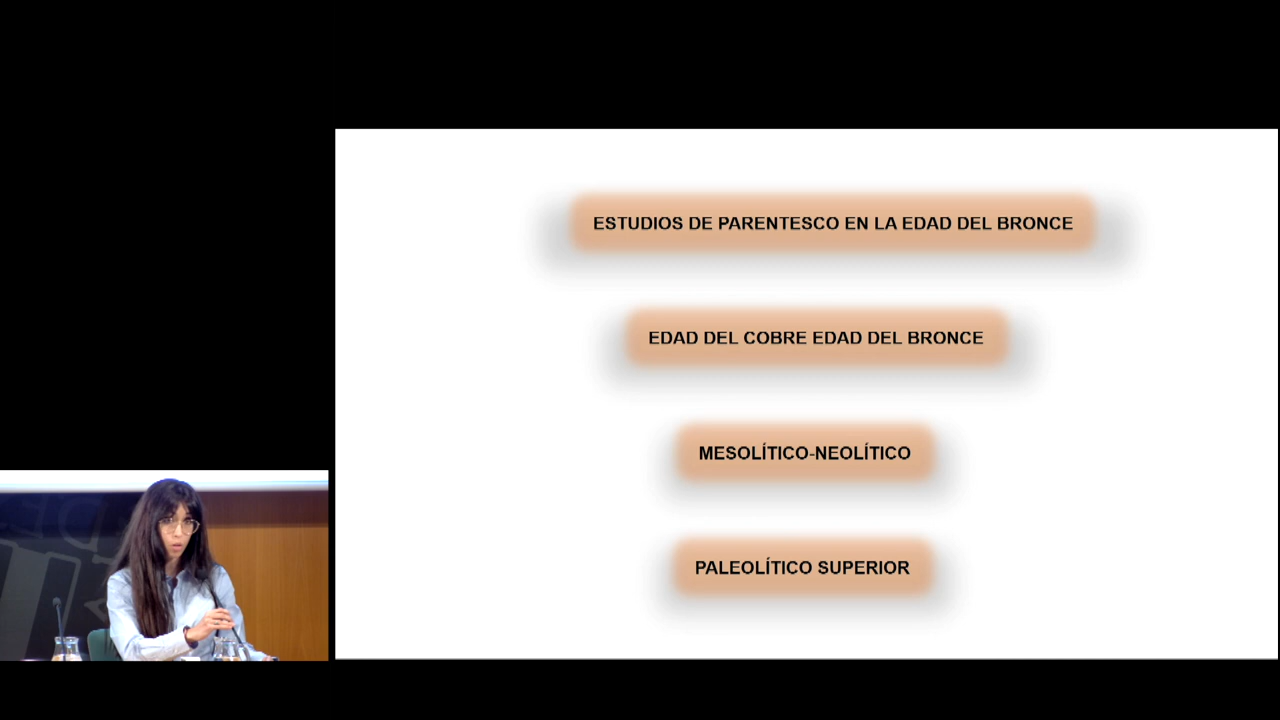 ESTUDIOS DE PARENTESCO EN LA EDAD DEL BRONCE
EDAD DEL COBRE EDAD DEL BRONCE
MESOLÍTICO-NEOLÍTICO
PALEOLÍTICO SUPERIOR